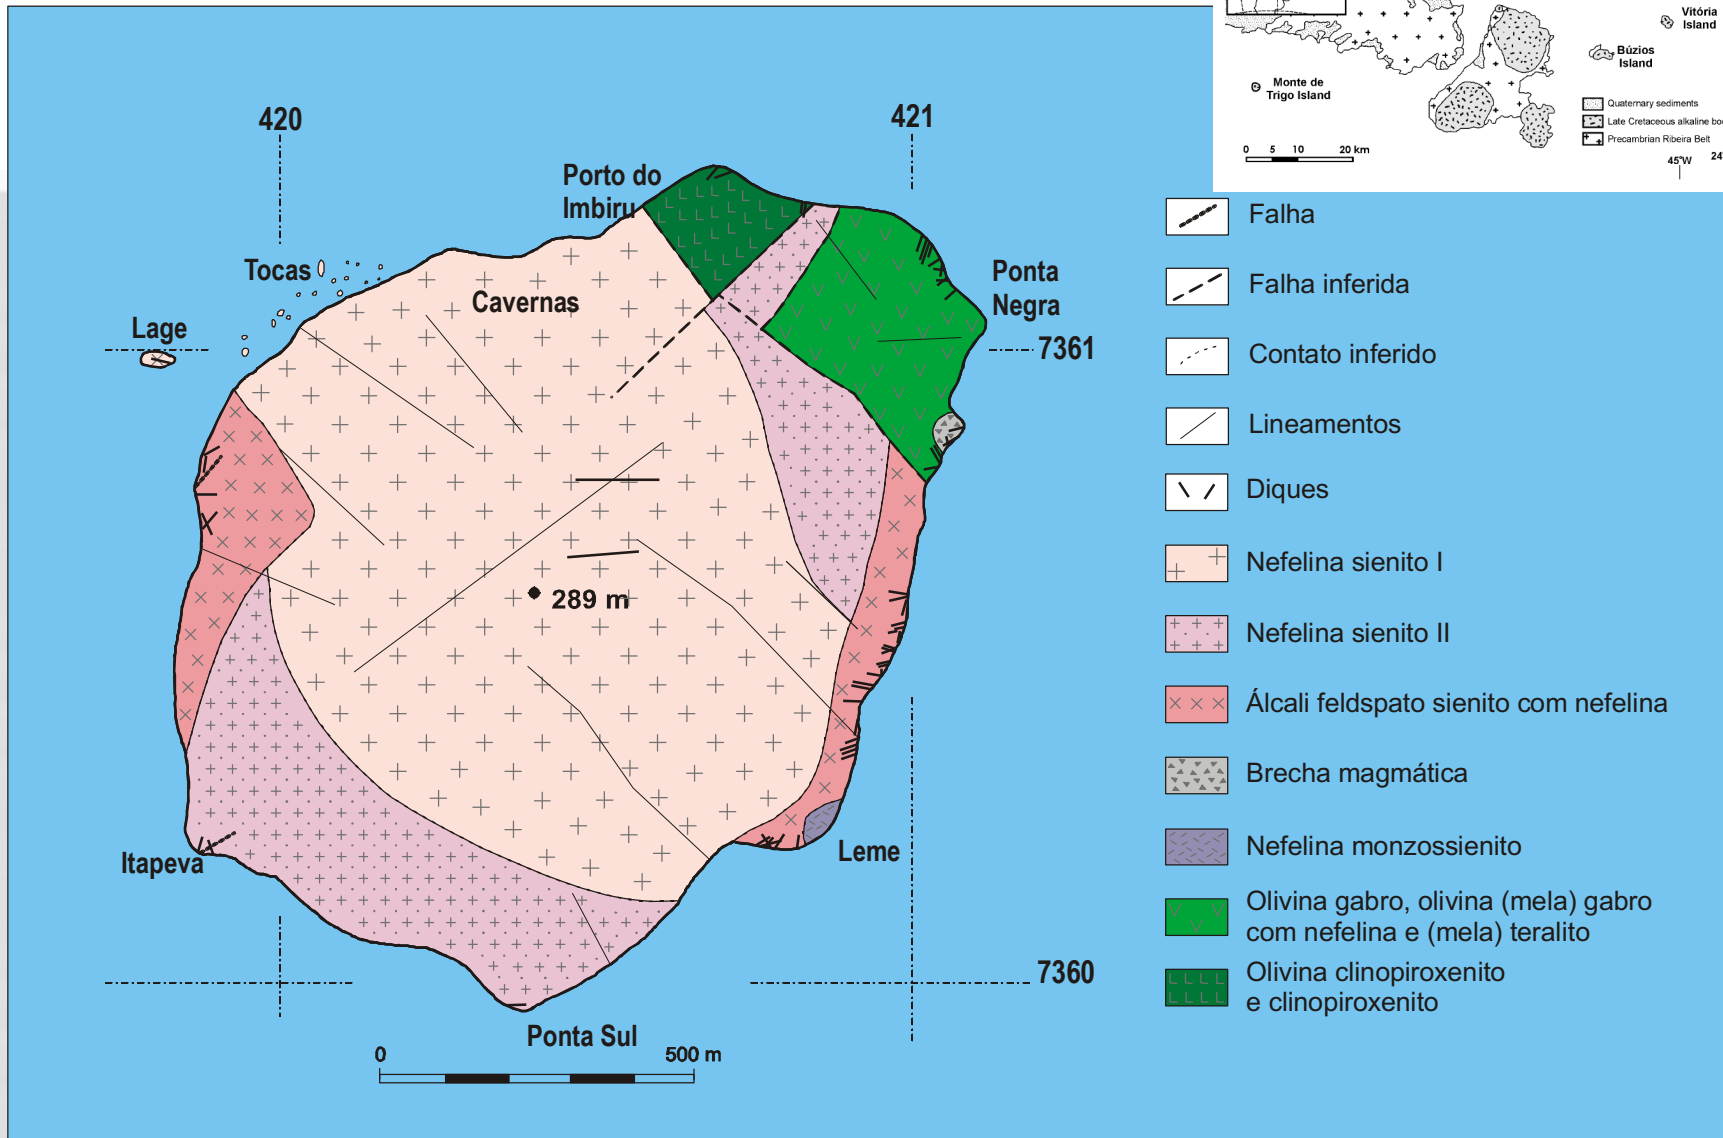 Vitória
Island
Búzios
Island
Monte de
Trigo Island
Quaternary sediments
Late Cretaceous alkaline
Precambrian Ribeira Belt
0 5 10 20 km
45°W
420
421
Porto do
Imbiru
Tocas
Cavernas
Ponta
Negra
Lage
7361
289 m
Itapeva
Leme
7360
Ponta Sul
0 500 m
Falha
Falha inferida
Contato inferido
Lineamentos
Diques
Nefelina sienito I
Nefelina sienito II
Álcali feldspato sienito com nefelina
Brecha magmática
Nefelina monzossienito
Olivina gabro, olivina (mela) gabro
com nefelina e (mela) teralito
Olivina clinopiroxenito
e clinopiroxenito